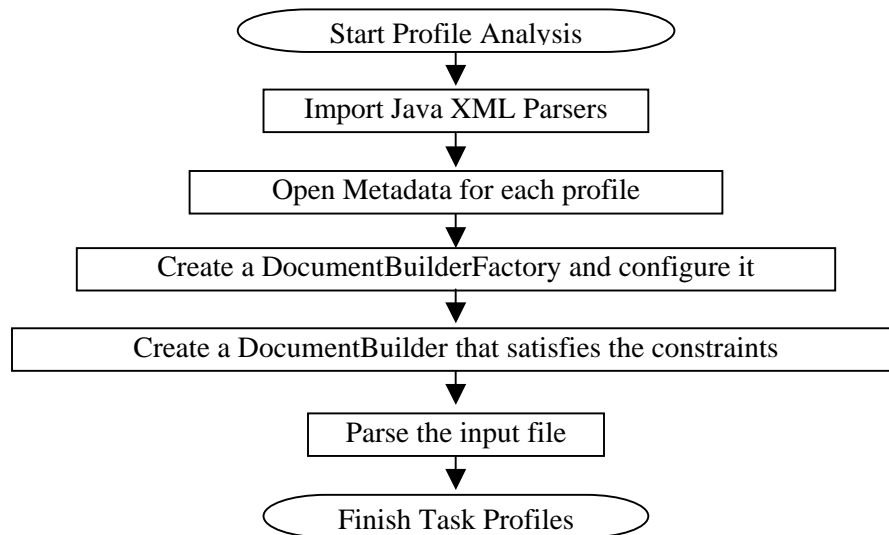 Start Profile Analysis
Import Java XML Parsers
Open Metadata for each profile
Create a DocumentBuilderFactory and configure it
Create a DocumentBuilder that satisfies the constraints
Parse the input file
Finish Task Profiles